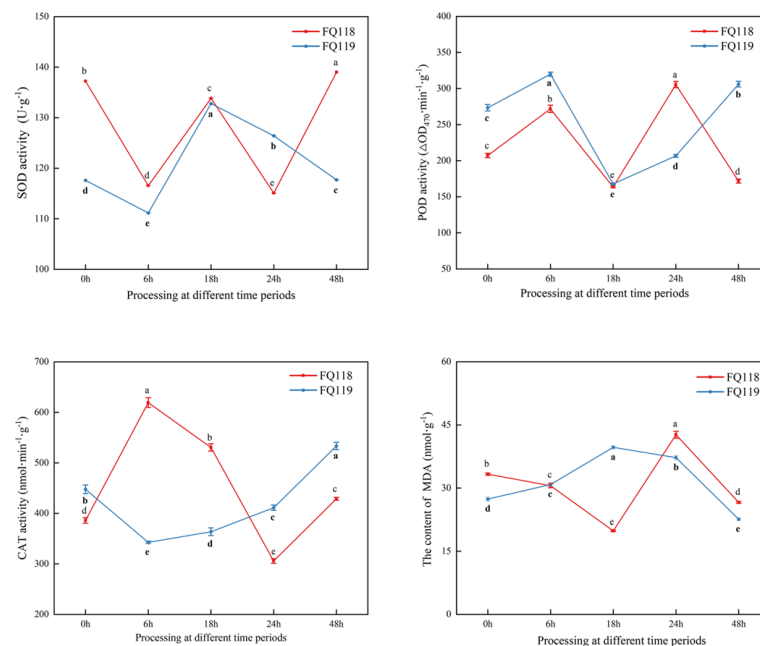 150
140
130
120
110
100
SOD activity (U·g⁻¹)
FQ118
FQ119
b
d
c
e
a
d
e
a
b
c
0h
6h
18h
24h
48h
Processing at different time periods
400
350
300
250
200
150
100
50
POD activity (△OD₄₇₀·min⁻¹·g⁻¹)
FQ118
FQ119
c
b
e
a
d
c
a
e
d
b
0h
6h
18h
24h
48h
Processing at different time periods
700
600
500
400
300
200
CAT activity (nmol·min⁻¹·g⁻¹)
FQ118
FQ119
d
a
b
e
c
b
e
d
c
a
0h
6h
18h
24h
48h
Processing at different time periods
60
45
30
15
0
The content of MDA (nmol·g⁻¹)
FQ118
FQ119
b
c
e
a
d
d
c
a
b
e
0h
6h
18h
24h
48h
Processing at different time periods